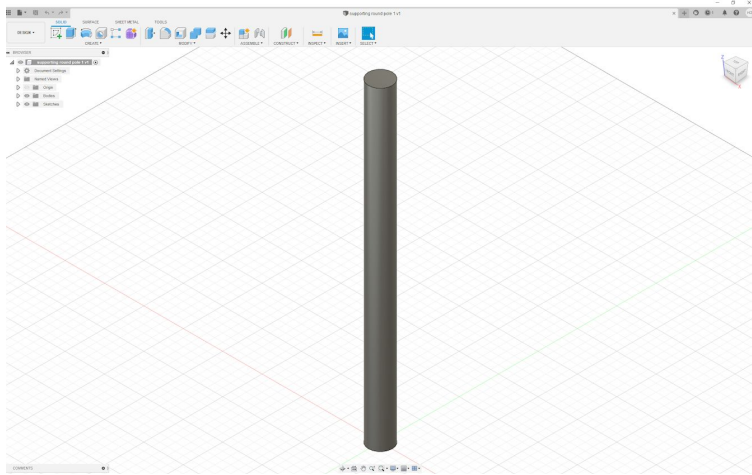 supporting round pole 1 v1
SOLID SURFACE SHEET METAL TOOLS
DESIGN
CREATE MODIFY ASSEMBLE CONSTRUCT INSPECT INSERT SELECT
BROWSER
supporting round pole 1 v1
Document Settings
Named Views
Origin
Bodies
Sketches
Z
COMMENTS